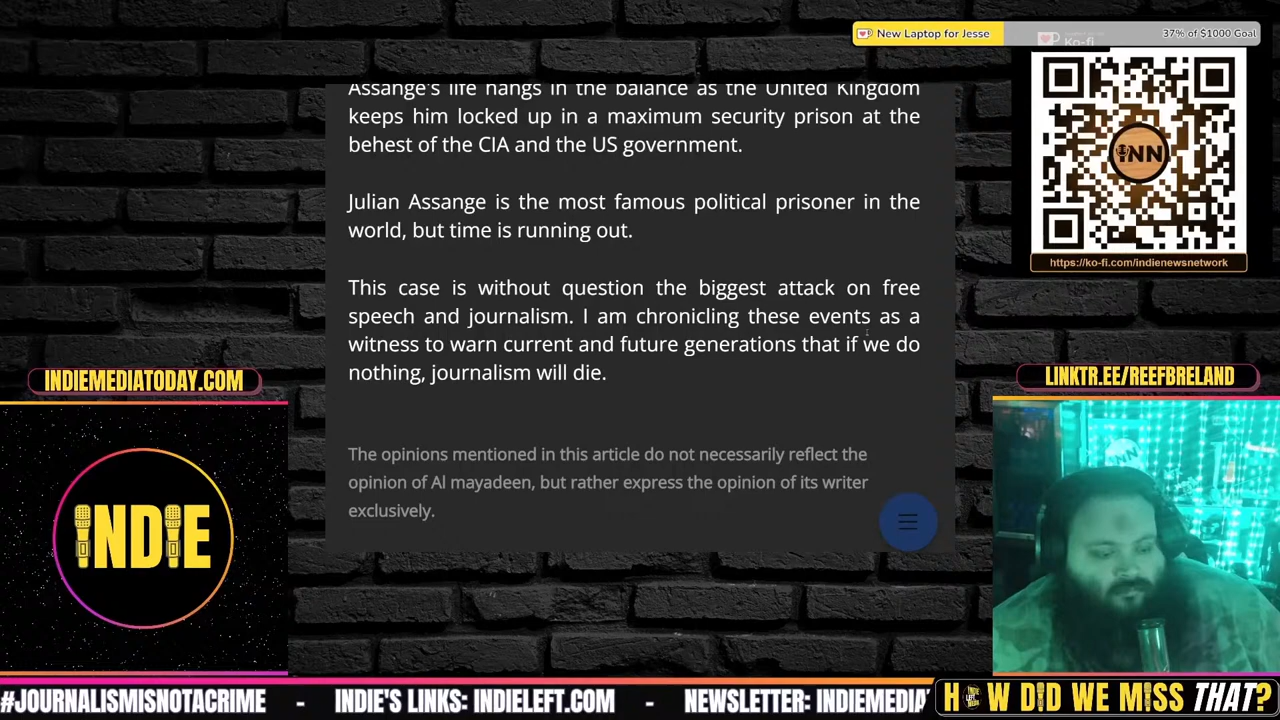 New Laptop for Jesse
37% of $1000 Goal
Ko-fi
Assange's life hangs in the balance as the United Kingdom
keeps him locked up in a maximum security prison at the
behest of the CIA and the US government.
Julian Assange is the most famous political prisoner in the
world, but time is running out.
This case is without question the biggest attack on free
speech and journalism. I am chronicling these events as a
witness to warn current and future generations that if we do
nothing, journalism will die.
The opinions mentioned in this article do not necessarily reflect the
opinion of Al mayadeen, but rather express the opinion of its writer
exclusively.
INN
https://ko-fi.com/indienewsnetwork
INDIEMEDIATODAY.COM
LINKTR.EE/REEFBRELAND
INDIE
#JOURNALISMISNOTACRIME - INDIE'S LINKS: INDIELEFT.COM - NEWSLETTER: INDIEMEDIA
HOW DID WE MISS THAT?